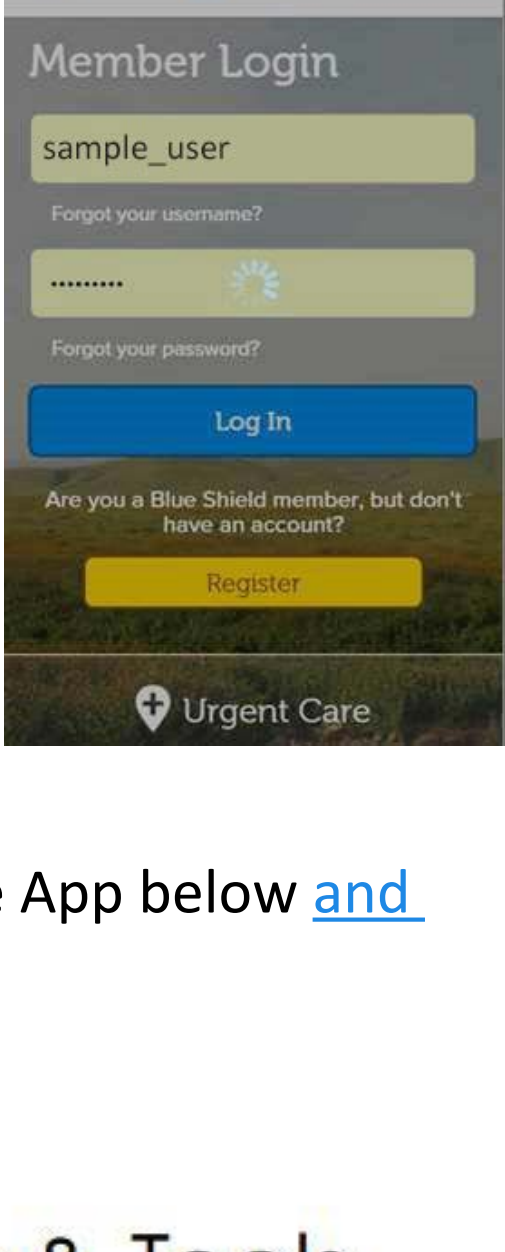 Member Login
sample_user
Forgot your username?
•••••••••
Forgot your password?
Log In
Are you a Blue Shield member, but don't
have an account?
Register
Urgent Care
App below and